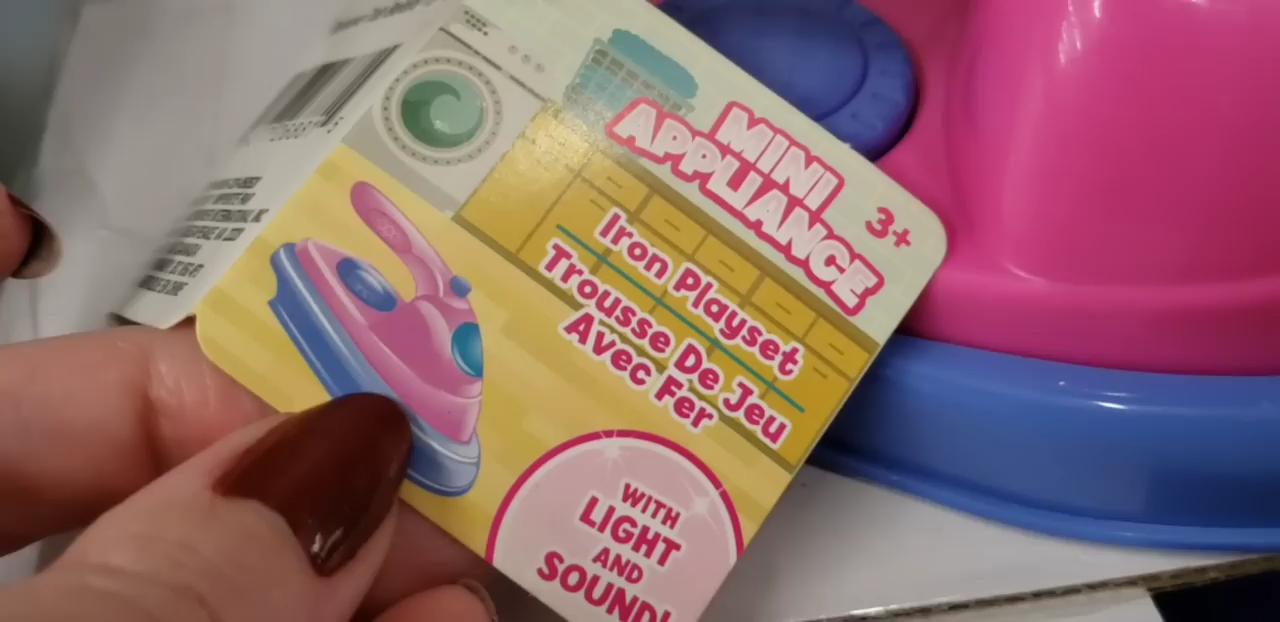 MINI
APPLIANCE
3+
Iron Playset
Trousse De Jeu
Avec Fer
WITH
LIGHT
AND
SOUND!